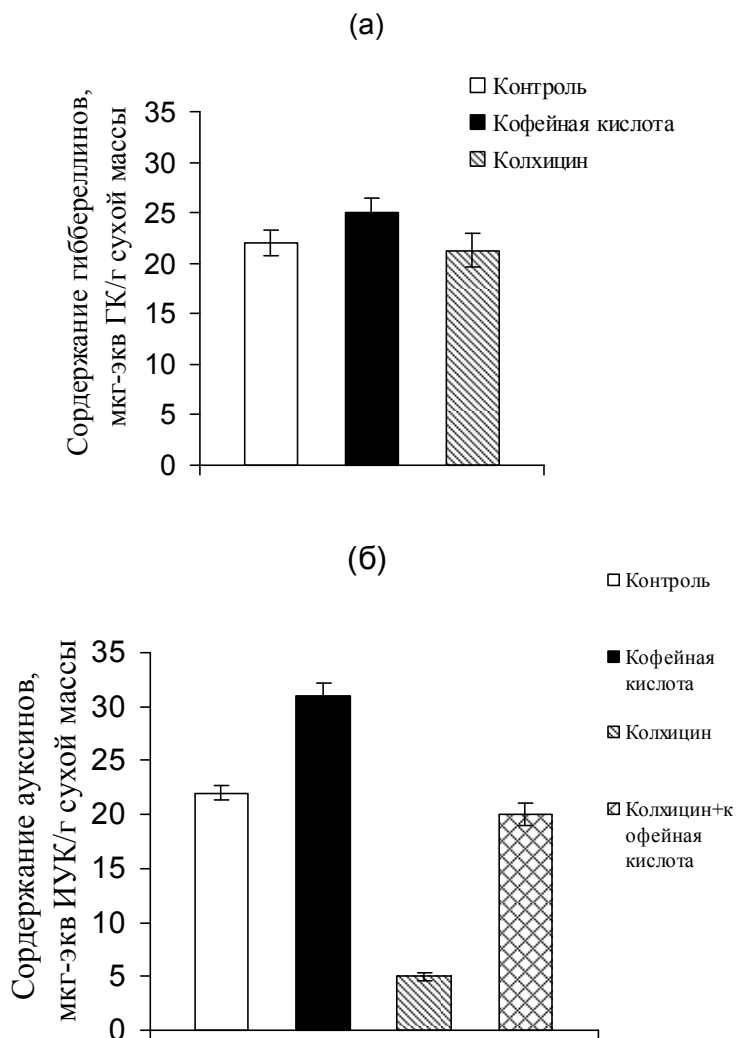 (а)
Контроль
Кофейная кислота
Колхицин
Сордержание гиббереллинов,
мкг-экв ГК/г сухой массы
35
30
25
20
15
10
5
0
(б)
Контроль
Кофейная
кислота
Колхицин
Колхицин+к
офейная
кислота
Сордержание ауксинов,
мкг-экв ИУК/г сухой массы
35
30
25
20
15
10
5
0